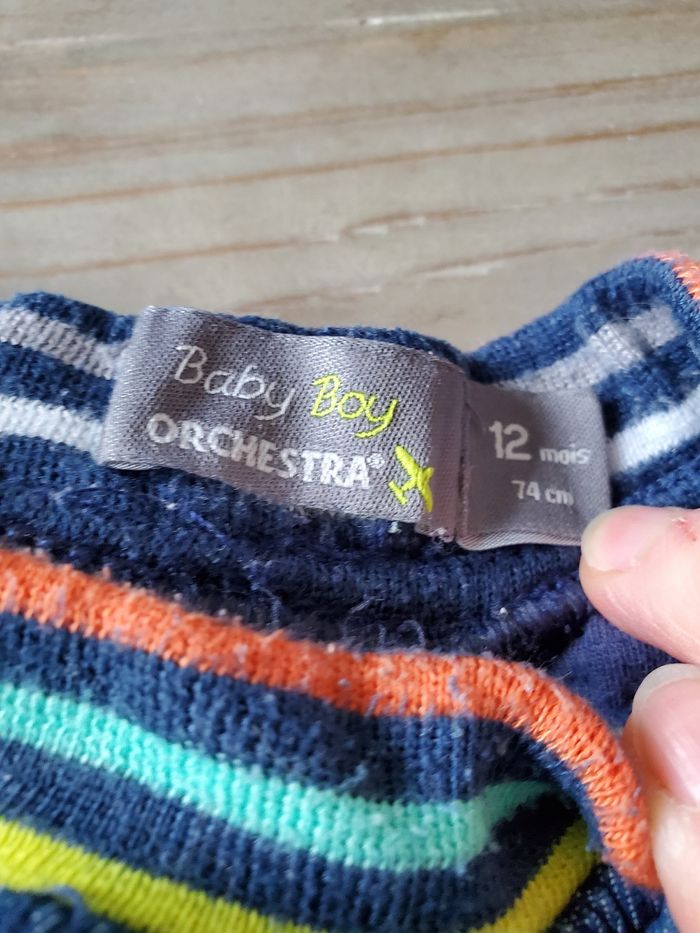 Baby Boy
ORCHESTRA®
12 mois
74 cm